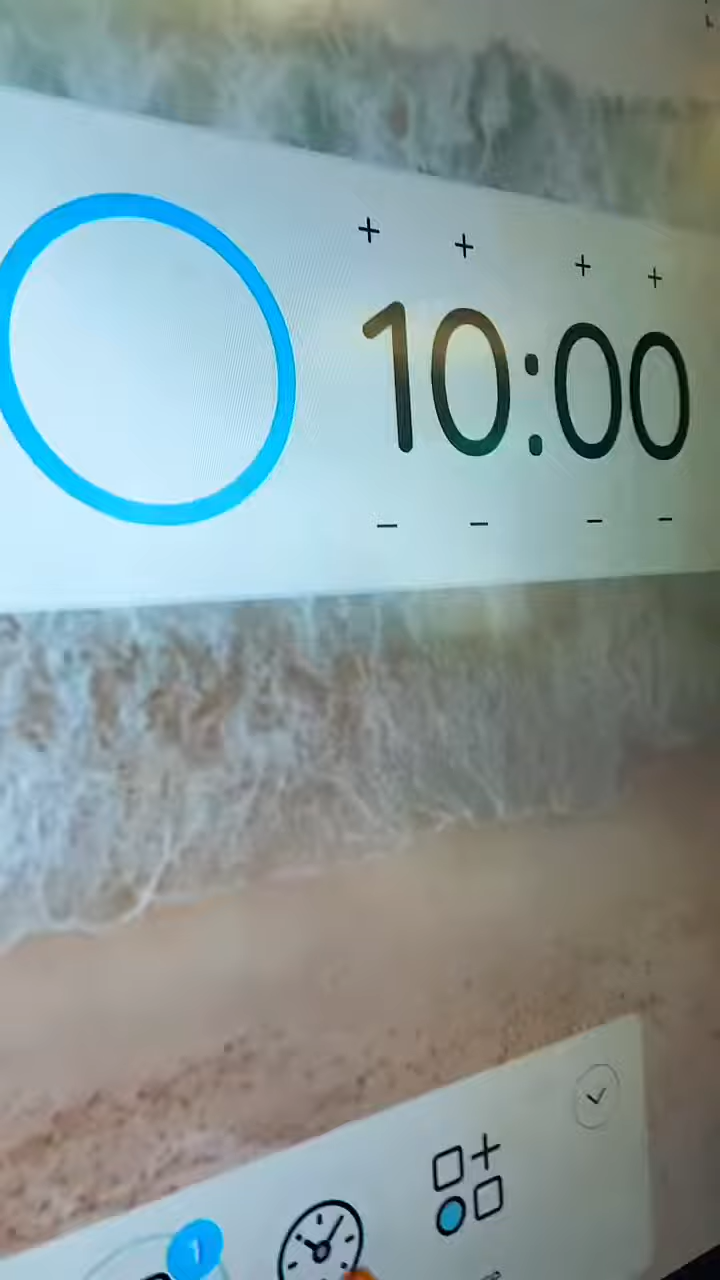 + + + +
10:00
− − − −
1